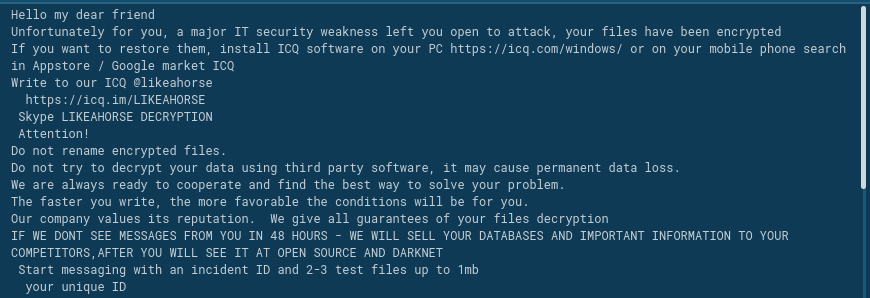 Hello my dear friend
Unfortunately for you, a major IT security weakness left you open to attack, your files have been encrypted
If you want to restore them, install ICQ software on your PC https://icq.com/windows/ or on your mobile phone search
in Appstore / Google market ICQ
Write to our ICQ @likeahorse
https://icq.im/LIKEAHORSE
Skype LIKEAHORSE DECRYPTION
Attention!
Do not rename encrypted files.
Do not try to decrypt your data using third party software, it may cause permanent data loss.
We are always ready to cooperate and find the best way to solve your problem.
The faster you write, the more favorable the conditions will be for you.
Our company values its reputation.  We give all guarantees of your files decryption
IF WE DONT SEE MESSAGES FROM YOU IN 48 HOURS - WE WILL SELL YOUR DATABASES AND IMPORTANT INFORMATION TO YOUR
COMPETITORS,AFTER YOU WILL SEE IT AT OPEN SOURCE AND DARKNET
Start messaging with an incident ID and 2-3 test files up to 1mb
your unique ID